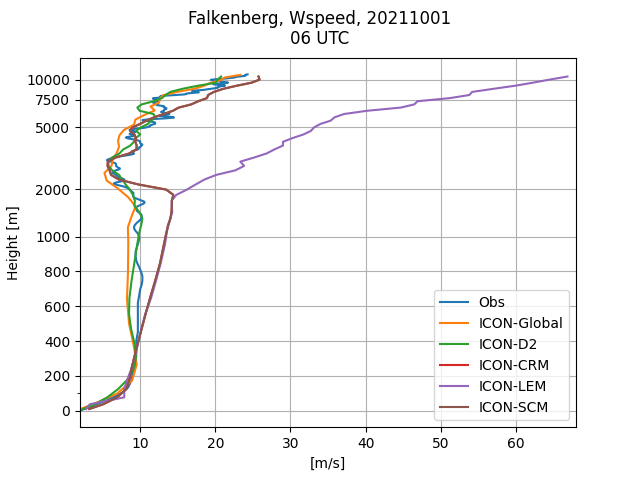 Falkenberg, Wspeed, 20211001
06 UTC
Height [m]
10000
7500
5000
2000
1000
800
600
400
200
0
10
20
30
40
50
60
[m/s]
Obs
ICON-Global
ICON-D2
ICON-CRM
ICON-LEM
ICON-SCM